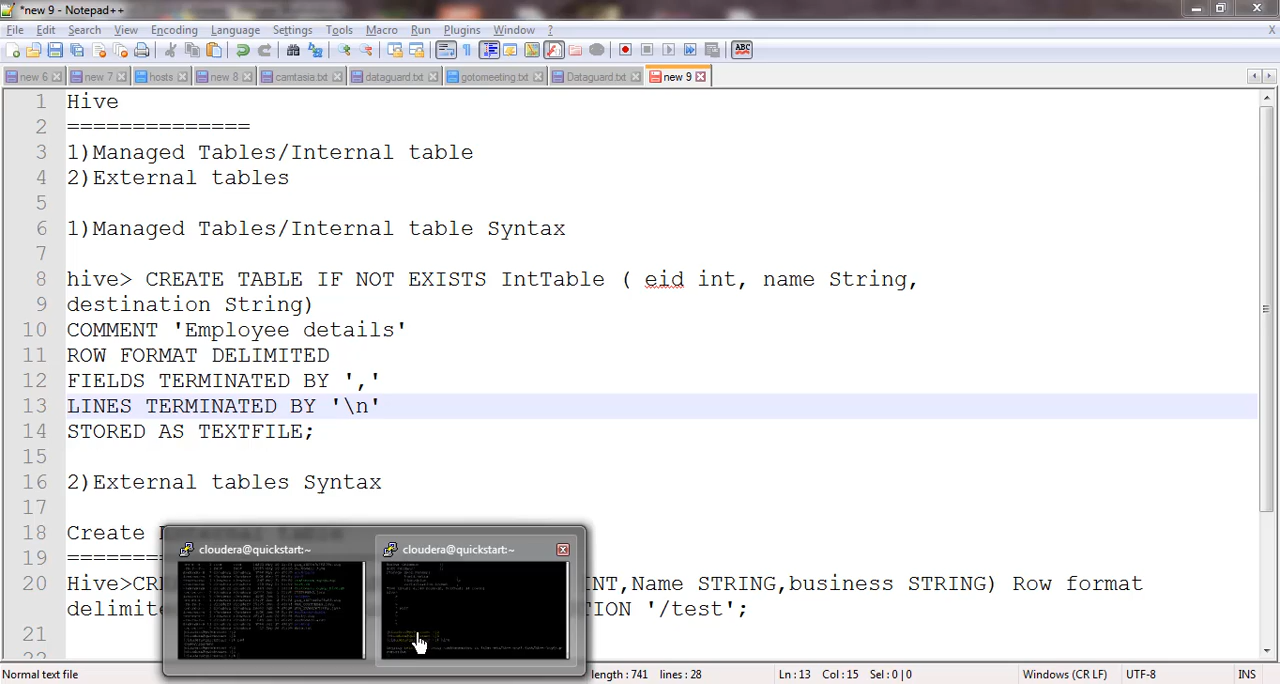 *new 9 - Notepad++
File Edit Search View Encoding Language Settings Tools Macro Run Plugins Window ? X
new 6 new 7 hosts new 8 camtasia.txt dataguard.txt gotomeeting.txt Dataguard.txt new 9
1 Hive
2 ==============
3 1)Managed Tables/Internal table
4 2)External tables
5
6 1)Managed Tables/Internal table Syntax
7
8 hive> CREATE TABLE IF NOT EXISTS IntTable ( eid int, name String,
9 destination String)
10 COMMENT 'Employee details'
11 ROW FORMAT DELIMITED
12 FIELDS TERMINATED BY ','
13 LINES TERMINATED BY '\n'
14 STORED AS TEXTFILE;
15
16 2)External tables Syntax
17
18 Create
cloudera@quickstart:~ cloudera@quickstart:~
19
20 Hive> INT,name STRING,business STRING) Row format
delimite '/test';
21
22
Normal text file length : 741 lines : 28 Ln : 13 Col : 15 Sel : 0 | 0 Windows (CR LF) UTF-8 INS